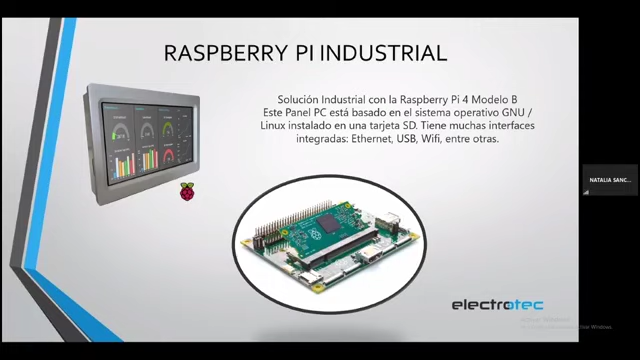 RASPBERRY PI INDUSTRIAL
Solución Industrial con la Raspberry Pi 4 Modelo B
Este Panel PC está basado en el sistema operativo GNU /
Linux instalado en una tarjeta SD. Tiene muchas interfaces
integradas: Ethernet, USB, Wifi, entre otras.
NATALIA SANC...
electrotec